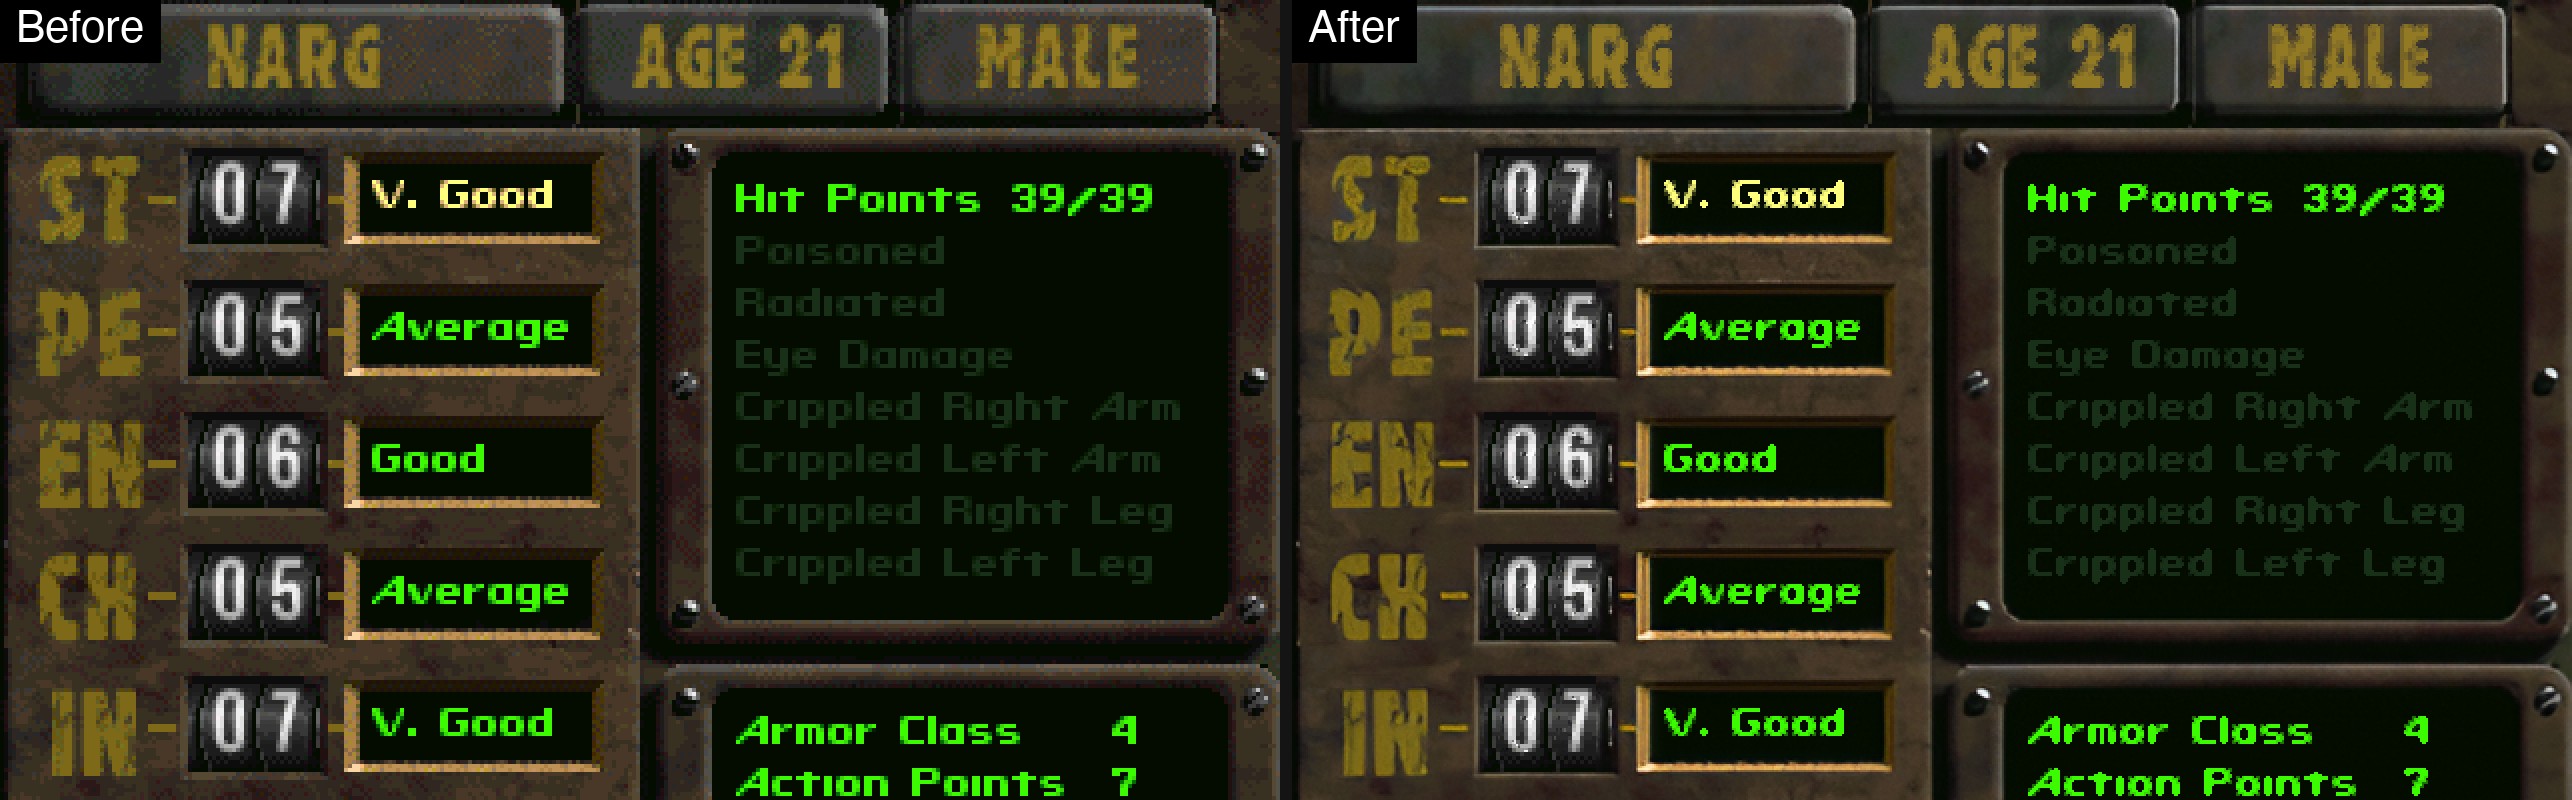 Before
NARG AGE 21 MALE
ST 07 V. Good
PE 05 Average
EN 06 Good
CH 05 Average
IN 07 V. Good
Hit Points 39/39
Poisoned
Radiated
Eye Damage
Crippled Right Arm
Crippled Left Arm
Crippled Right Leg
Crippled Left Leg
Armor Class 4
Action Points 7
After
NARG AGE 21 MALE
ST 07 V. Good
PE 05 Average
EN 06 Good
CH 05 Average
IN 07 V. Good
Hit Points 39/39
Poisoned
Radiated
Eye Damage
Crippled Right Arm
Crippled Left Arm
Crippled Right Leg
Crippled Left Leg
Armor Class 4
Action Points 7